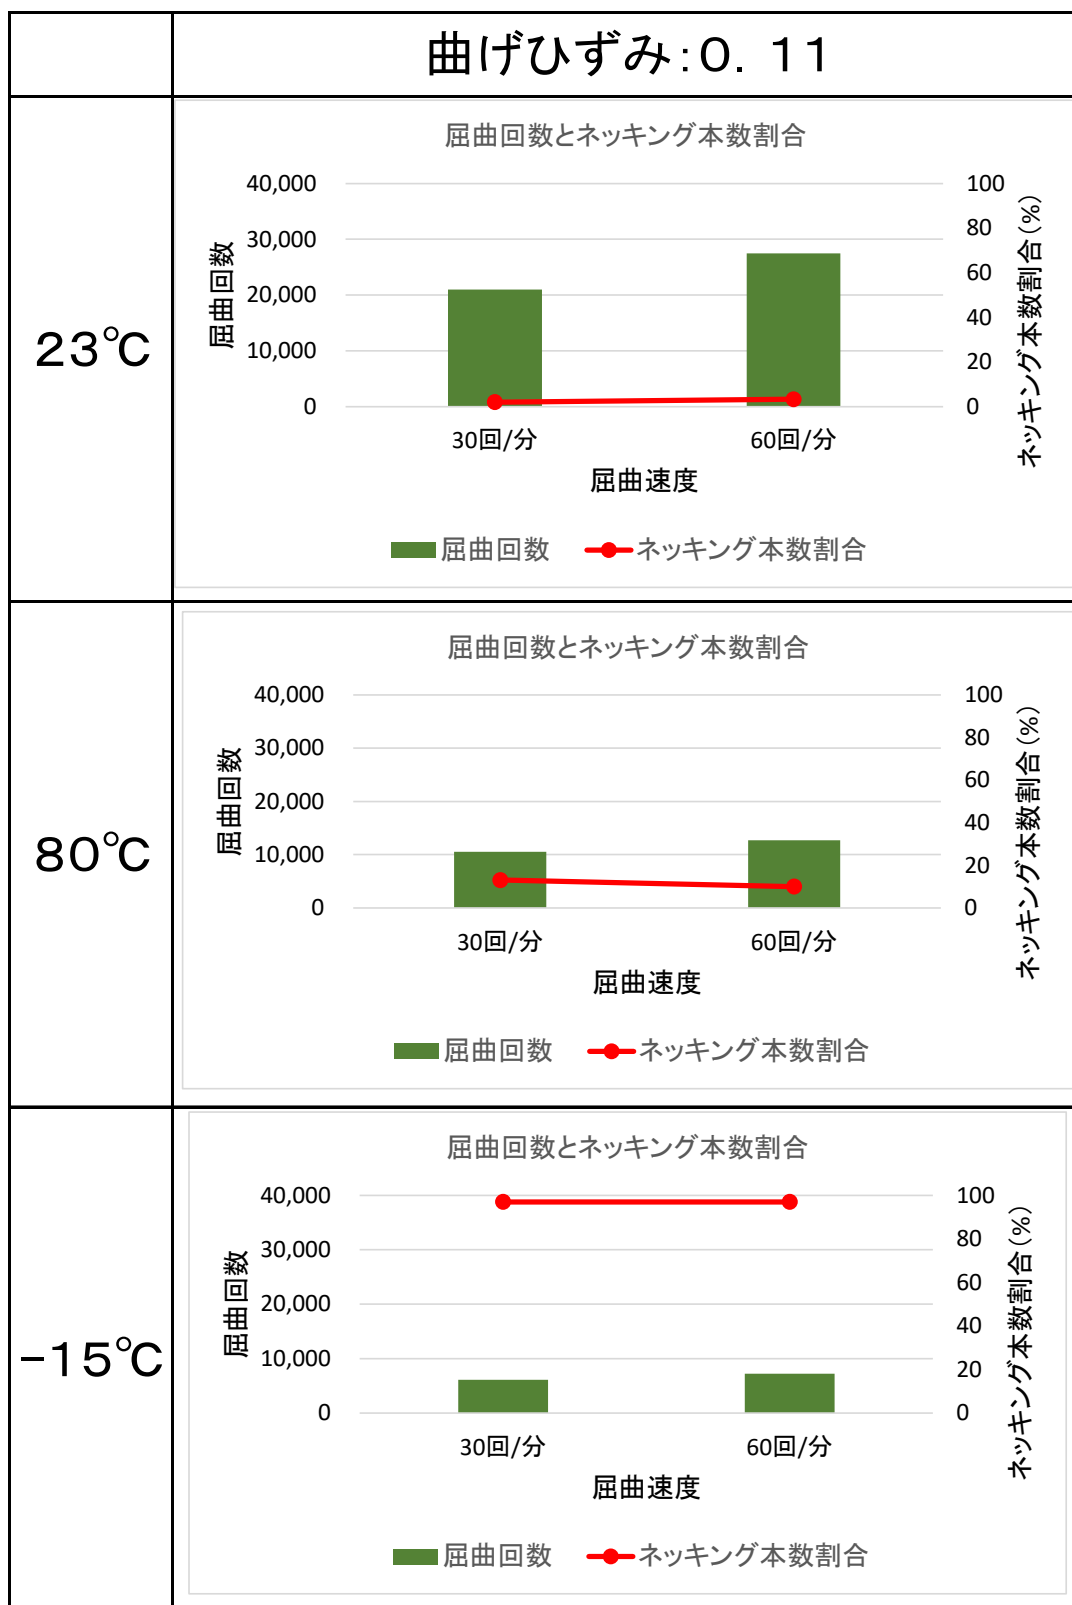 曲げひずみ:0.11
23℃
屈曲回数とネッキング本数割合
屈曲回数
40,000
30,000
20,000
10,000
0
100
80
60
40
20
0
ネッキング本数割合(%)
30回/分
60回/分
屈曲速度
屈曲回数
ネッキング本数割合
80℃
屈曲回数とネッキング本数割合
屈曲回数
40,000
30,000
20,000
10,000
0
100
80
60
40
20
0
ネッキング本数割合(%)
30回/分
60回/分
屈曲速度
屈曲回数
ネッキング本数割合
-15℃
屈曲回数とネッキング本数割合
屈曲回数
40,000
30,000
20,000
10,000
0
100
80
60
40
20
0
ネッキング本数割合(%)
30回/分
60回/分
屈曲速度
屈曲回数
ネッキング本数割合